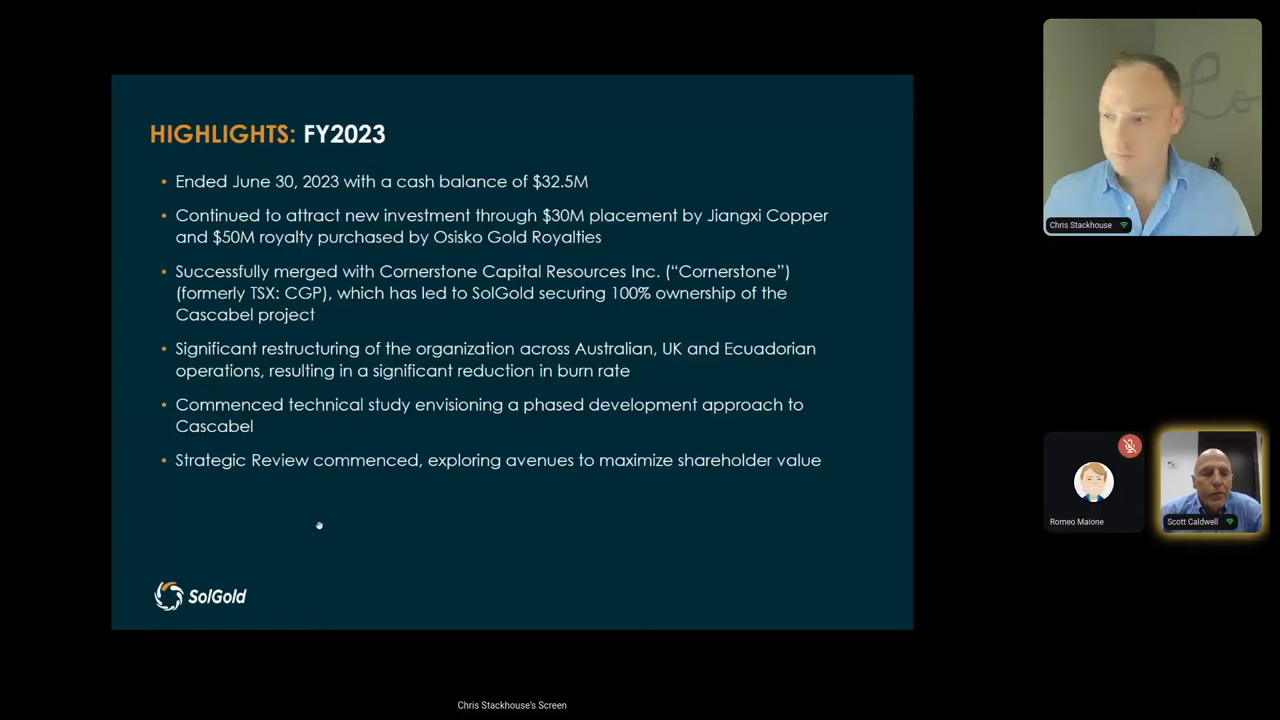 HIGHLIGHTS: FY2023
• Ended June 30, 2023 with a cash balance of $32.5M
• Continued to attract new investment through $30M placement by Jiangxi Copper
and $50M royalty purchased by Osisko Gold Royalties
• Successfully merged with Cornerstone Capital Resources Inc. (“Cornerstone”)
(formerly TSX: CGP), which has led to SolGold securing 100% ownership of the
Cascabel project
• Significant restructuring of the organization across Australian, UK and Ecuadorian
operations, resulting in a significant reduction in burn rate
• Commenced technical study envisioning a phased development approach to
Cascabel
• Strategic Review commenced, exploring avenues to maximize shareholder value
SolGold
Chris Stackhouse's Screen
Lo
Chris Stackhouse
Romeo Maione
Scott Caldwell